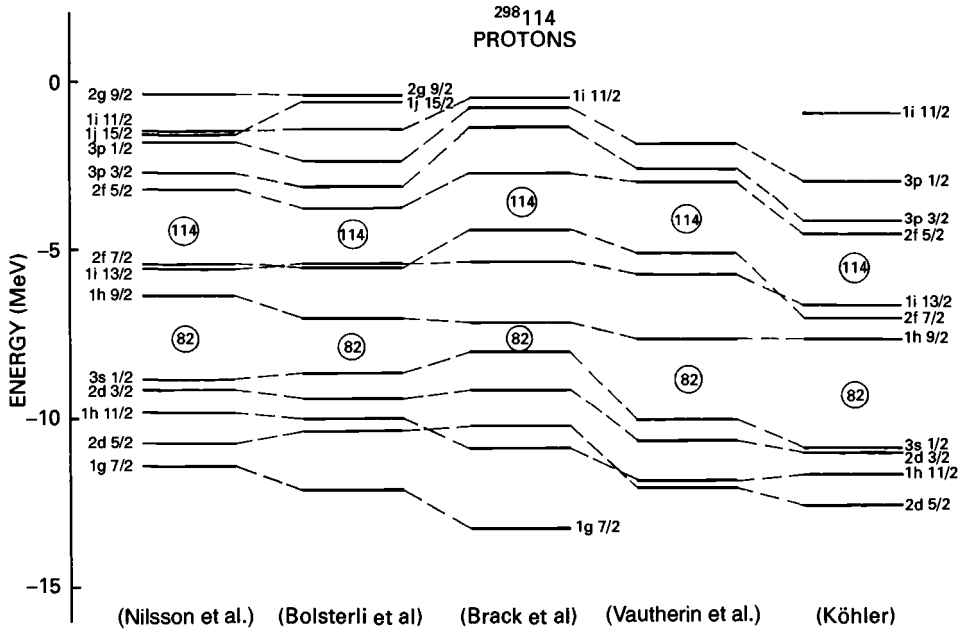 ²⁹⁸114
PROTONS
ENERGY (MeV)
0
−5
−10
−15
2g 9/2
1i 11/2
1j 15/2
3p 1/2
3p 3/2
2f 5/2
114
2f 7/2
1i 13/2
1h 9/2
82
3s 1/2
2d 3/2
1h 11/2
2d 5/2
1g 7/2
2g 9/2
1j 15/2
114
82
1i 11/2
114
82
1g 7/2
114
82
1i 11/2
3p 1/2
3p 3/2
2f 5/2
114
1i 13/2
2f 7/2
1h 9/2
82
3s 1/2
2d 3/2
1h 11/2
2d 5/2
(Nilsson et al.)
(Bolsterli et al)
(Brack et al)
(Vautherin et al.)
(Köhler)